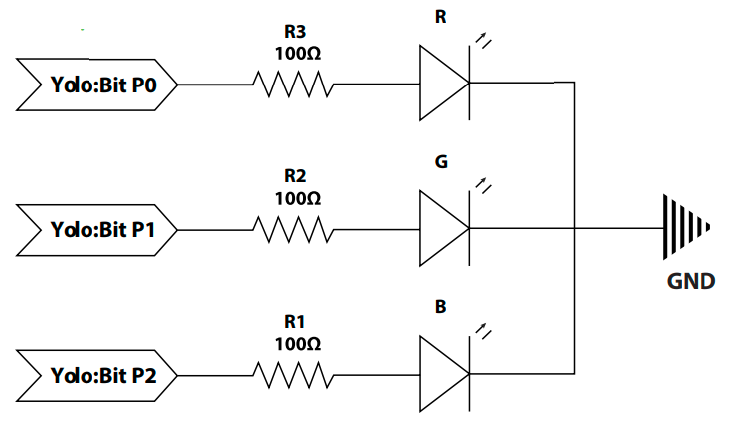 R
R3
100Ω
Yolo:Bit P0
G
R2
100Ω
Yolo:Bit P1
GND
B
R1
100Ω
Yolo:Bit P2